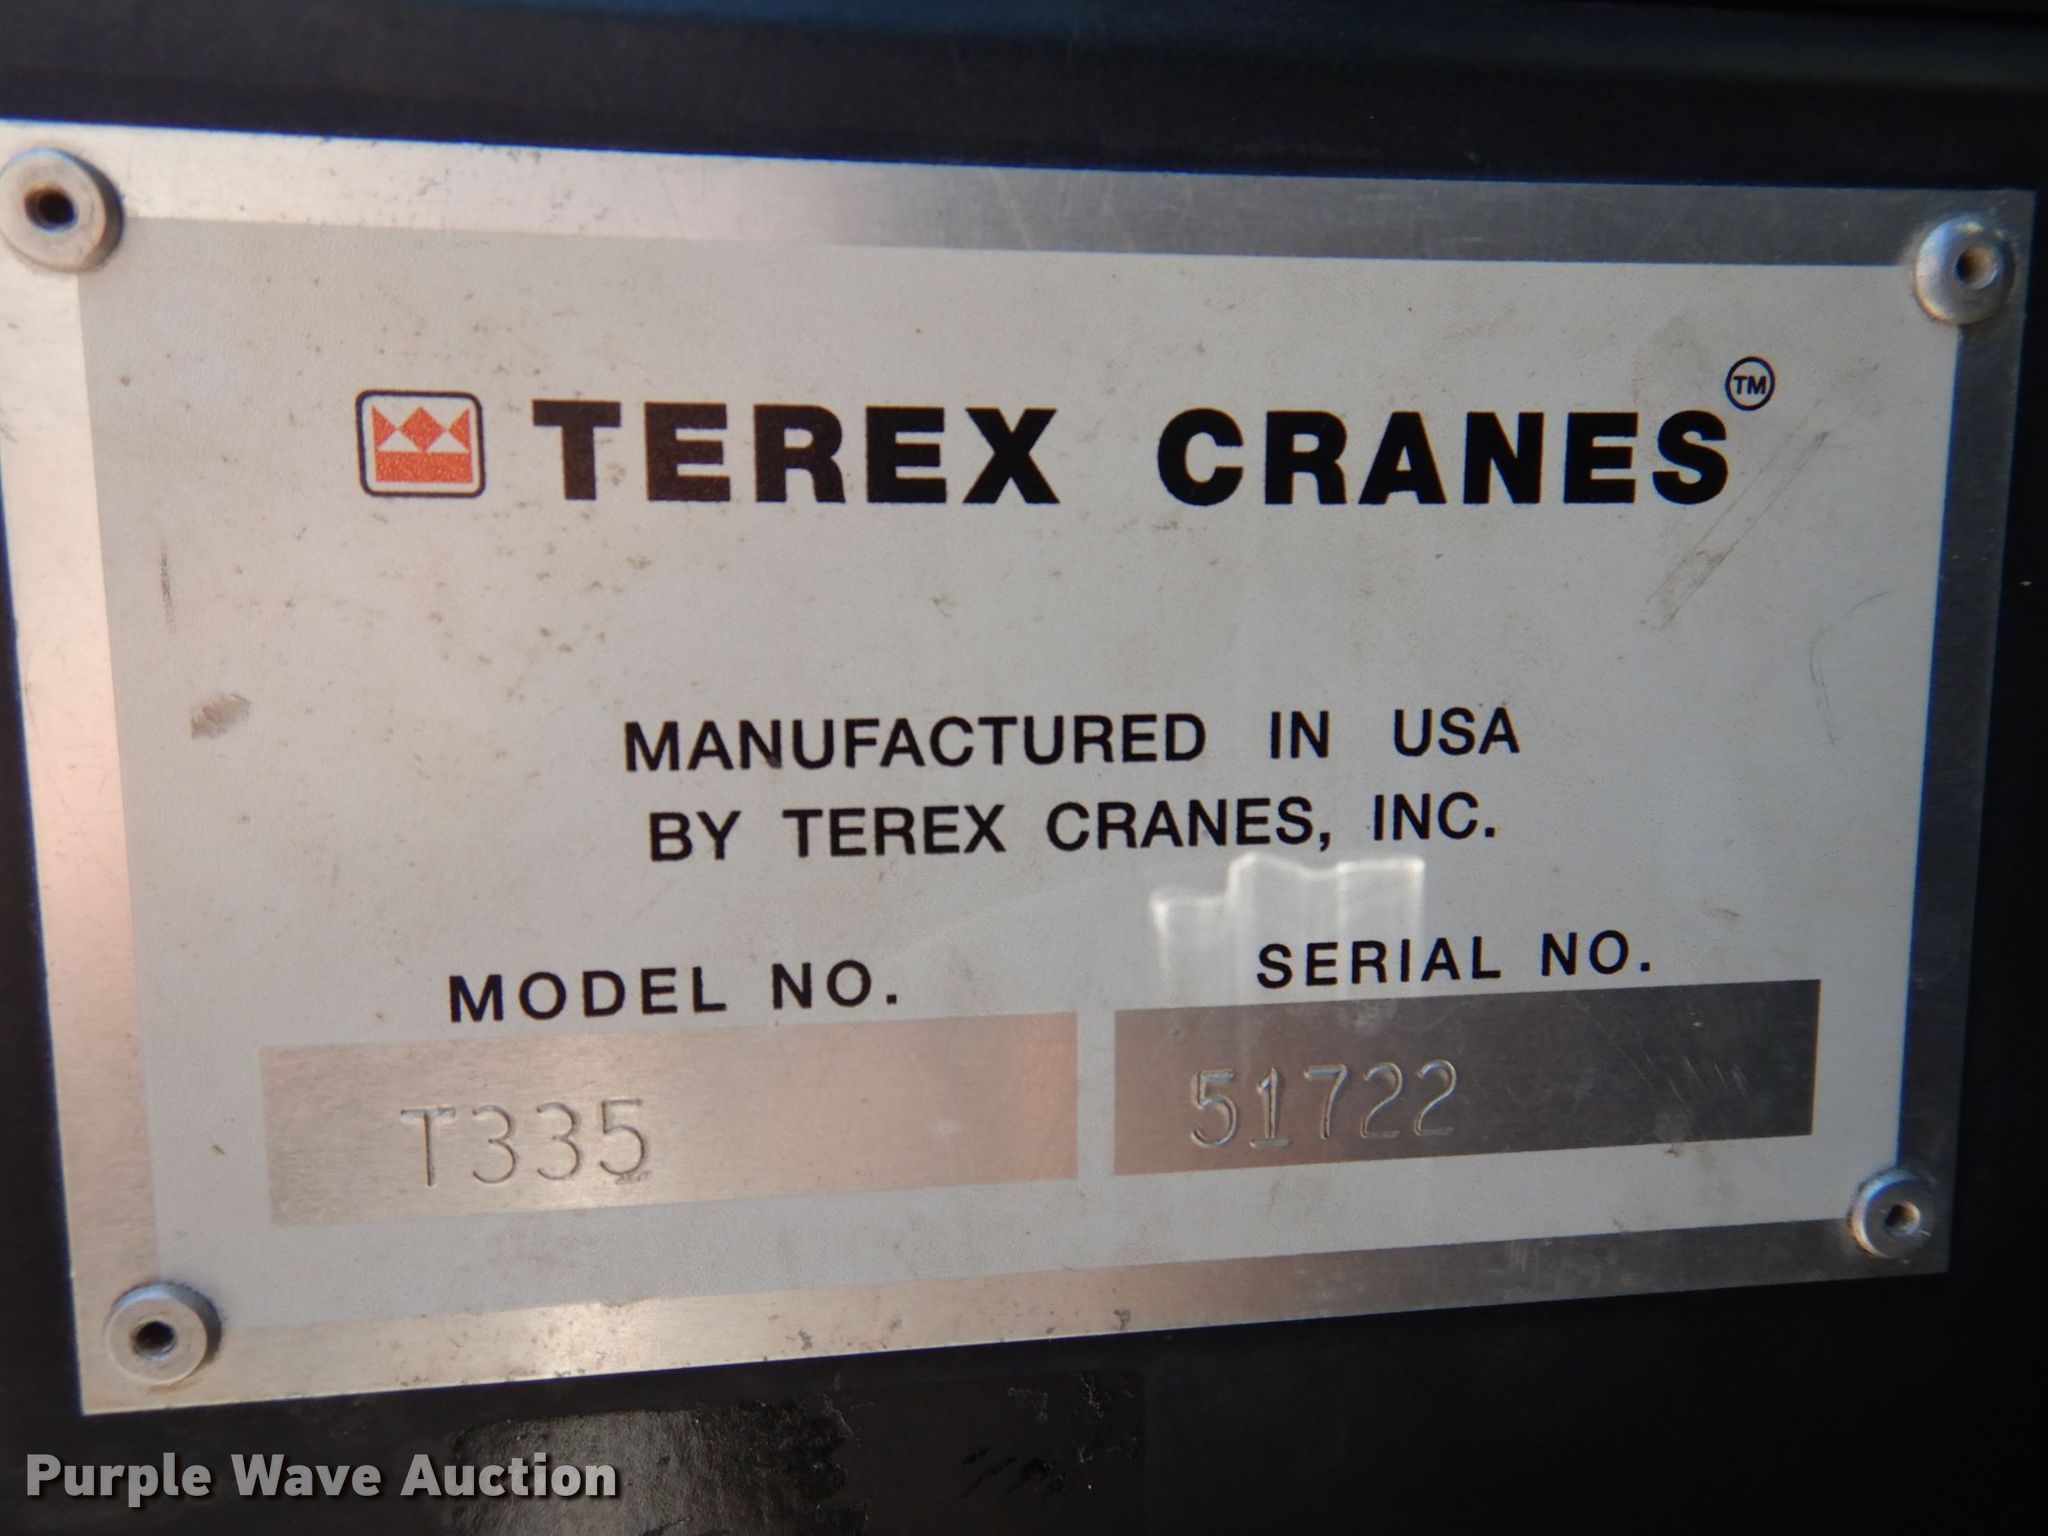 TEREX CRANES™
MANUFACTURED IN USA
BY TEREX CRANES, INC.
MODEL NO. SERIAL NO.
T335 51722
Purple Wave Auction